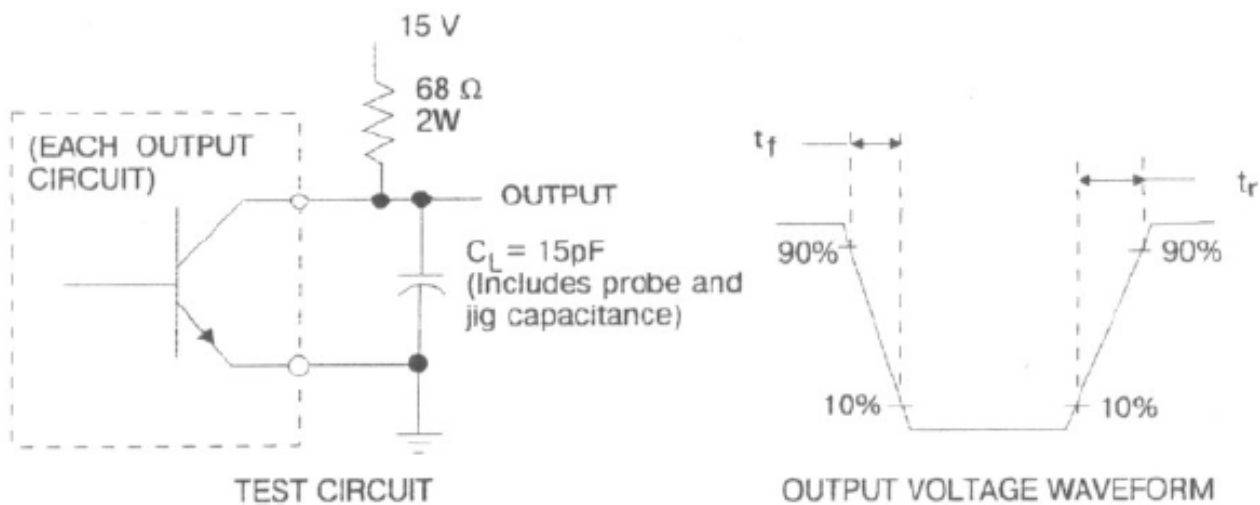 15 V
68 Ω
2W
(EACH OUTPUT
CIRCUIT)
OUTPUT
C_L = 15pF
(Includes probe and
jig capacitance)
TEST CIRCUIT
t_f
t_r
90%
90%
10%
10%
OUTPUT VOLTAGE WAVEFORM